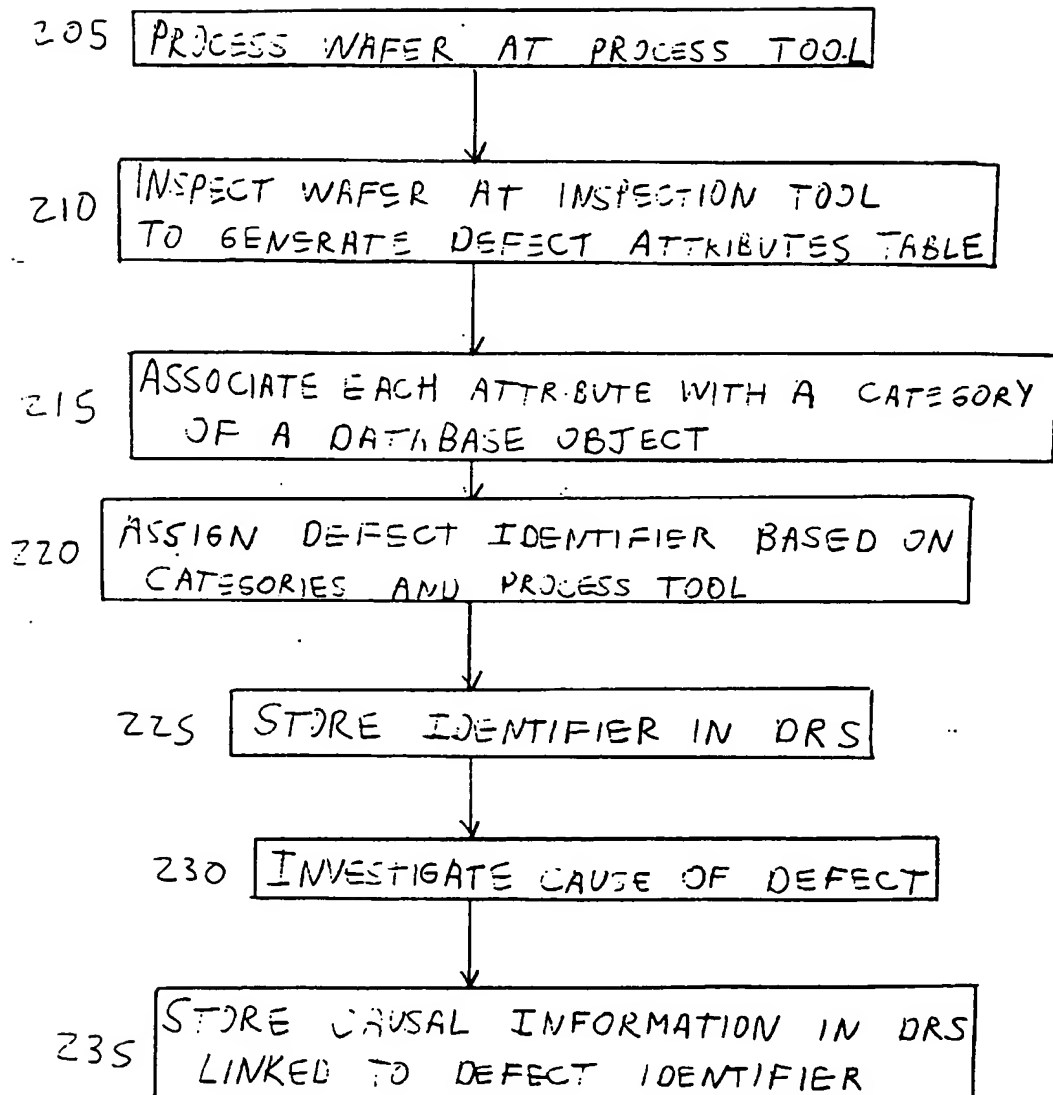 205 PROCESS WAFER AT PROCESS TOOL
210 INSPECT WAFER AT INSPECTION TOOL
TO GENERATE DEFECT ATTRIBUTES TABLE
215 ASSOCIATE EACH ATTRIBUTE WITH A CATEGORY
OF A DATABASE OBJECT
220 ASSIGN DEFECT IDENTIFIER BASED ON
CATEGORIES AND PROCESS TOOL
225 STORE IDENTIFIER IN DRS
230 INVESTIGATE CAUSE OF DEFECT
235 STORE CAUSAL INFORMATION IN DRS
LINKED TO DEFECT IDENTIFIER